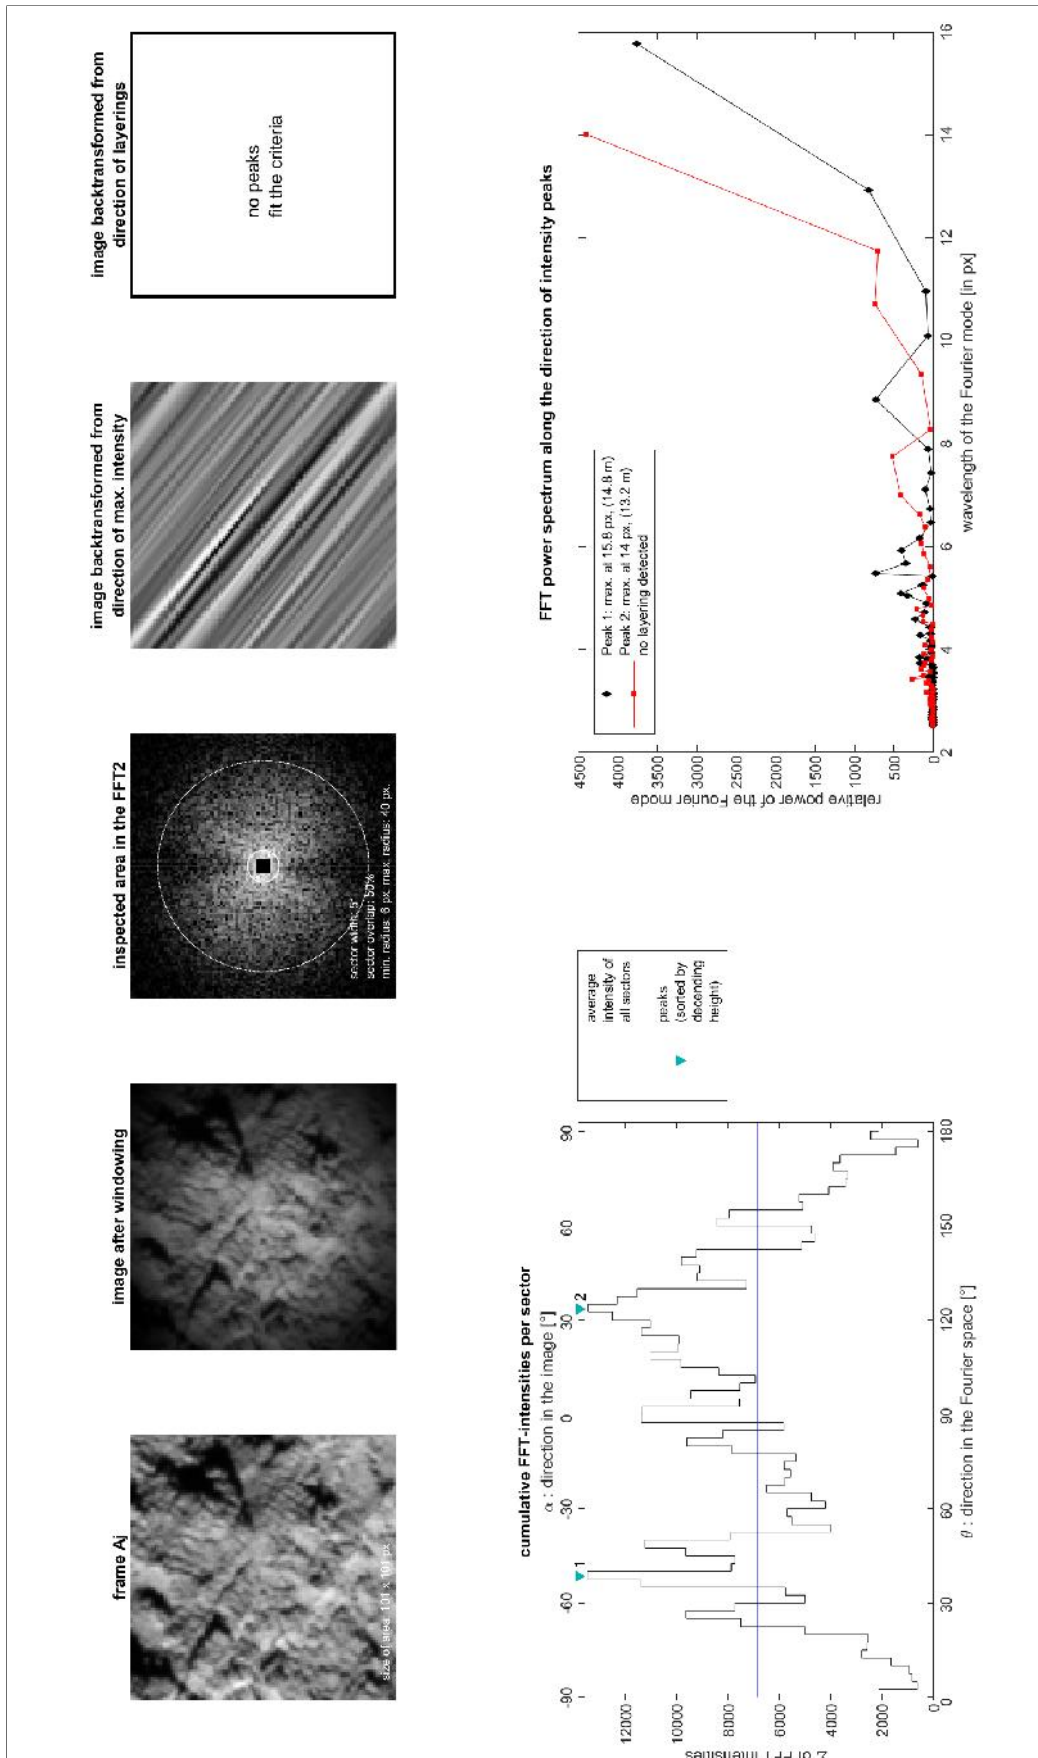 frame Aj
size of area: 101 x 101 px
image after windowing
inspected area in the FFT2
sector width: 5°
sector overlap: 50%
min. radius: 6 px, max. radius: 40 px.
image backtransformed from
direction of max. intensity
image backtransformed from
direction of layerings
no peaks
fit the criteria
cumulative FFT-intensities per sector
α : direction in the image [°]
-90 -60 -30 0 30 60 90
1
2
12000
10000
8000
6000
4000
2000
0
Σ of FFT intensities
0 30 60 90 120 150 180
θ : direction in the Fourier space [°]
average
intensity of
all sectors
peaks
(sorted by
decending
height)
FFT power spectrum along the direction of intensity peaks
Peak 1: max. at 15.8 px, (14.8 m)
Peak 2: max. at 14 px, (13.2 m)
no layering detected
4500
4000
3500
3000
2500
2000
1500
1000
500
0
relative power of the Fourier mode
2 4 6 8 10 12 14 16
wavelength of the Fourier mode [in px]